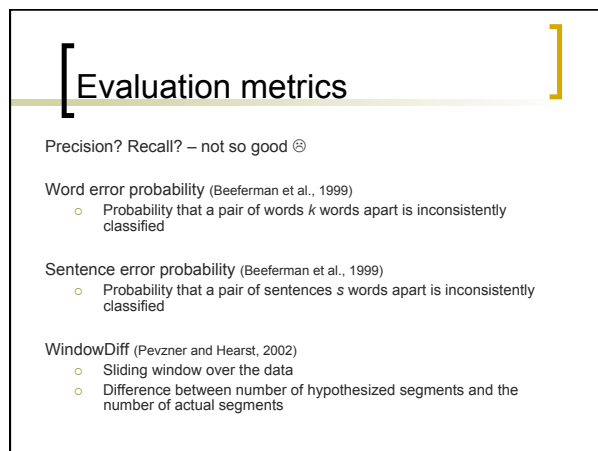 Evaluation metrics
Precision? Recall? – not so good ☹
Word error probability (Beeferman et al., 1999)
○ Probability that a pair of words k words apart is inconsistently
classified
Sentence error probability (Beeferman et al., 1999)
○ Probability that a pair of sentences s words apart is inconsistently
classified
WindowDiff (Pevzner and Hearst, 2002)
○ Sliding window over the data
○ Difference between number of hypothesized segments and the
number of actual segments